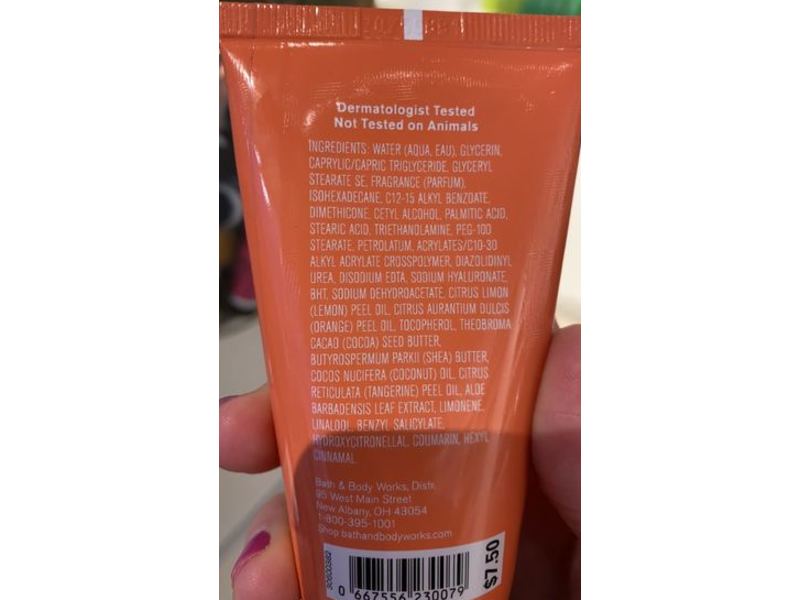 Dermatologist Tested
Not Tested on Animals
INGREDIENTS: WATER (AQUA, EAU), GLYCERIN,
CAPRYLIC/CAPRIC TRIGLYCERIDE, GLYCERYL
STEARATE SE, FRAGRANCE (PARFUM),
ISOHEXADECANE, C12-15 ALKYL BENZOATE,
DIMETHICONE, CETYL ALCOHOL, PALMITIC ACID,
STEARIC ACID, TRIETHANOLAMINE, PEG-100
STEARATE, PETROLATUM, ACRYLATES/C10-30
ALKYL ACRYLATE CROSSPOLYMER, DIAZOLIDINYL
UREA, DISODIUM EDTA, SODIUM HYALURONATE,
BHT, SODIUM DEHYDROACETATE, CITRUS LIMON
(LEMON) PEEL OIL, CITRUS AURANTIUM DULCIS
(ORANGE) PEEL OIL, TOCOPHEROL, THEOBROMA
CACAO (COCOA) SEED BUTTER,
BUTYROSPERMUM PARKII (SHEA) BUTTER,
COCOS NUCIFERA (COCONUT) OIL, CITRUS
RETICULATA (TANGERINE) PEEL OIL, ALOE
BARBADENSIS LEAF EXTRACT, LIMONENE,
LINALOOL, BENZYL SALICYLATE,
HYDROXYCITRONELLAL, COUMARIN, HEXYL
CINNAMAL.
Bath & Body Works, Distr.
95 West Main Street
New Albany, OH 43054
1-800-395-1001
Shop bathandbodyworks.com
$7.50
0 667556 230079